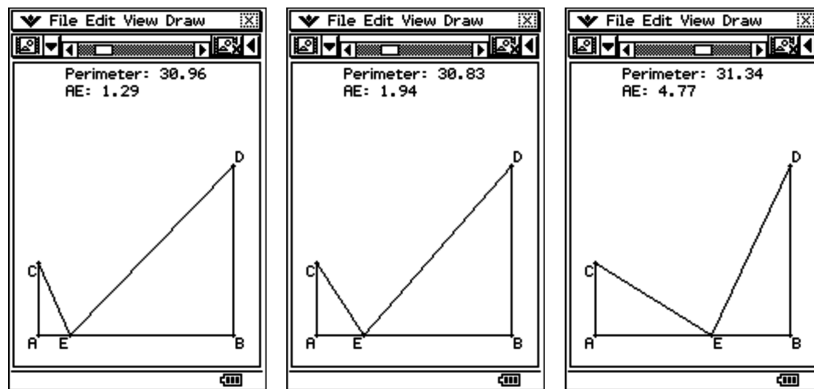 File Edit View Draw
Perimeter: 30.96
AE: 1.29
D
C
A E B
File Edit View Draw
Perimeter: 30.83
AE: 1.94
D
C
A E B
File Edit View Draw
Perimeter: 31.34
AE: 4.77
D
C
A E B